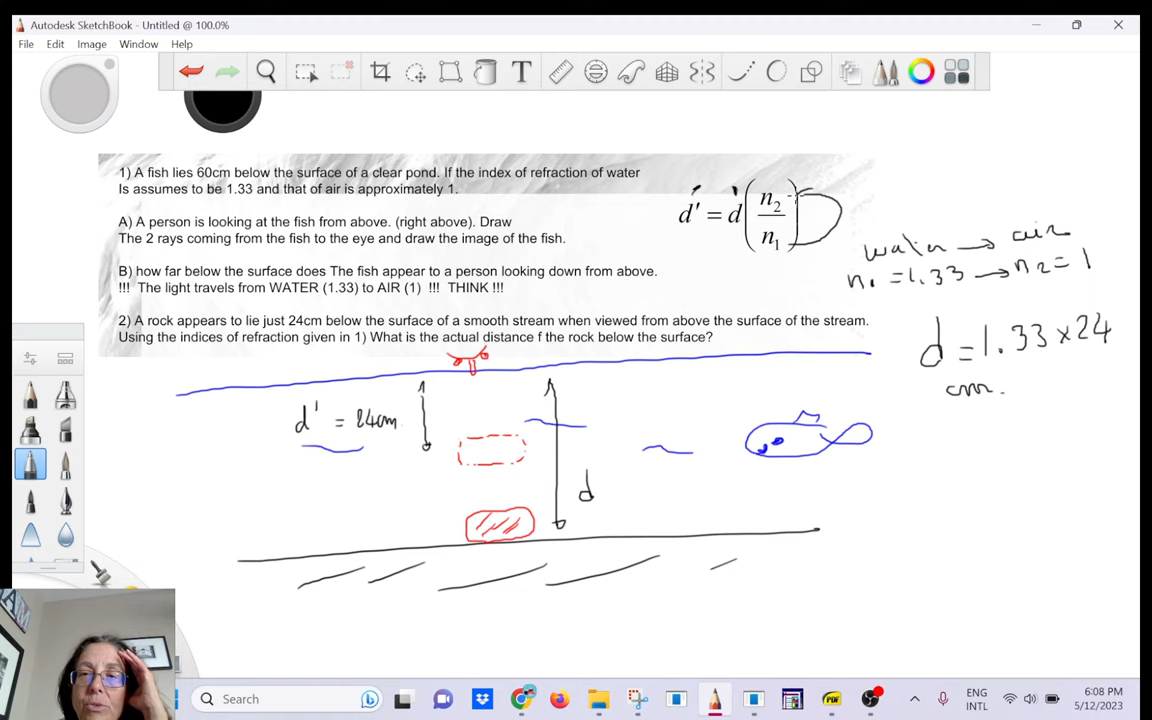 Autodesk SketchBook - Untitled @ 100.0%
File Edit Image Window Help
1) A fish lies 60cm below the surface of a clear pond. If the index of refraction of water
Is assumes to be 1.33 and that of air is approximately 1.
A) A person is looking at the fish from above. (right above). Draw
The 2 rays coming from the fish to the eye and draw the image of the fish.
B) how far below the surface does The fish appear to a person looking down from above.
!!! The light travels from WATER (1.33) to AIR (1) !!! THINK !!!
2) A rock appears to lie just 24cm below the surface of a smooth stream when viewed from above the surface of the stream.
Using the indices of refraction given in 1) What is the actual distance f the rock below the surface?
d' = d(n₂/n₁)
water → air
n₁ = 1.33 → n₂ = 1
d = 1.33 × 24
cm.
d' = 24cm
d
AM
Search
ENG
INTL
6:08 PM
5/12/2023